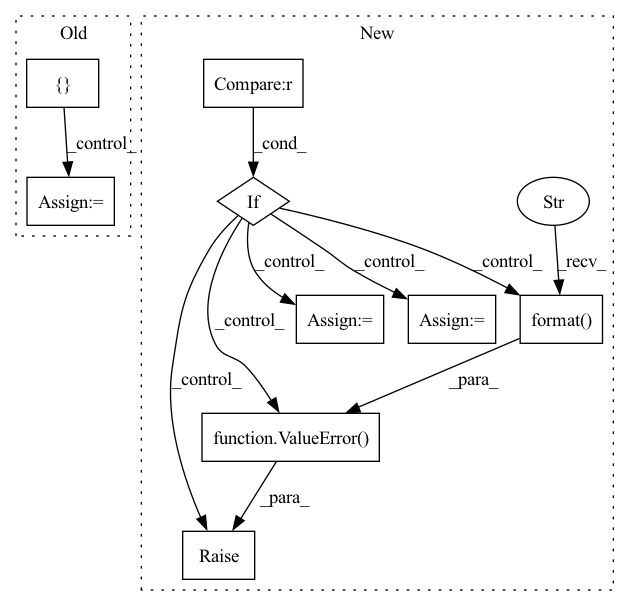 Old
New
{}
Compare:r
_control_
_cond_
Assign:=
If
Str
_control_
_control_
_control_
_recv_
_control_
Assign:=
Assign:=
format()
_control_
_para_
function.ValueError()
_para_
Raise